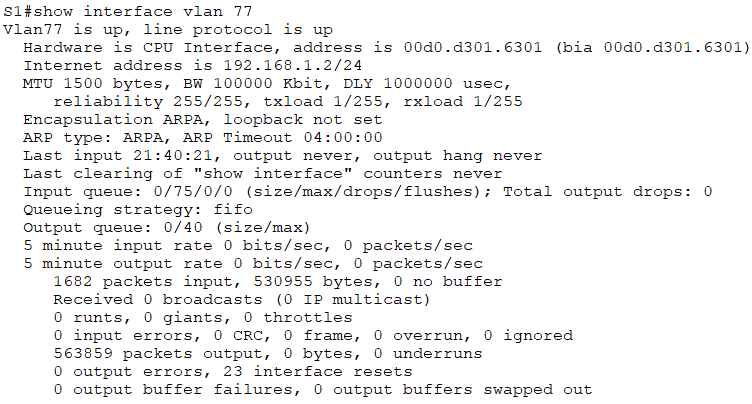 S1#show interface vlan 77
Vlan77 is up, line protocol is up
Hardware is CPU Interface, address is 00d0.d301.6301 (bia 00d0.d301.6301)
Internet address is 192.168.1.2/24
MTU 1500 bytes, BW 100000 Kbit, DLY 1000000 usec,
reliability 255/255, txload 1/255, rxload 1/255
Encapsulation ARPA, loopback not set
ARP type: ARPA, ARP Timeout 04:00:00
Last input 21:40:21, output never, output hang never
Last clearing of "show interface" counters never
Input queue: 0/75/0/0 (size/max/drops/flushes); Total output drops: 0
Queueing strategy: fifo
Output queue: 0/40 (size/max)
5 minute input rate 0 bits/sec, 0 packets/sec
5 minute output rate 0 bits/sec, 0 packets/sec
1682 packets input, 530955 bytes, 0 no buffer
Received 0 broadcasts (0 IP multicast)
0 runts, 0 giants, 0 throttles
0 input errors, 0 CRC, 0 frame, 0 overrun, 0 ignored
563859 packets output, 0 bytes, 0 underruns
0 output errors, 23 interface resets
0 output buffer failures, 0 output buffers swapped out